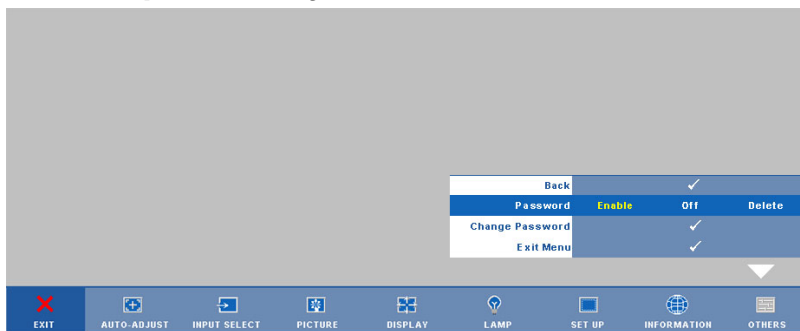 Back
Password Enable Off Delete
Change Password
Exit Menu
EXIT AUTO-ADJUST INPUT SELECT PICTURE DISPLAY LAMP SET UP INFORMATION OTHERS